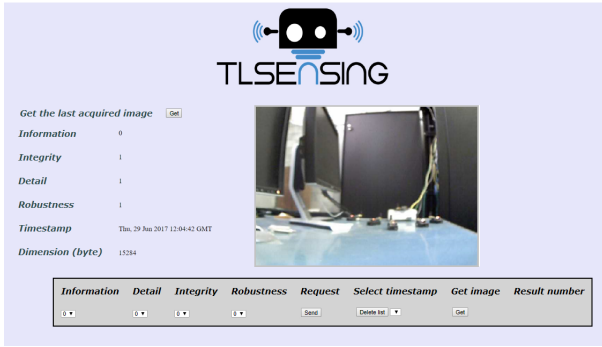 TLSENSING
Get the last acquired image Get
Information 0
Integrity 1
Detail 1
Robustness 1
Timestamp Thu, 29 Jun 2017 12:04:42 GMT
Dimension (byte) 15284
Information Detail Integrity Robustness Request Select timestamp Get image Result number
0 0 0 0 Send Delete list Get